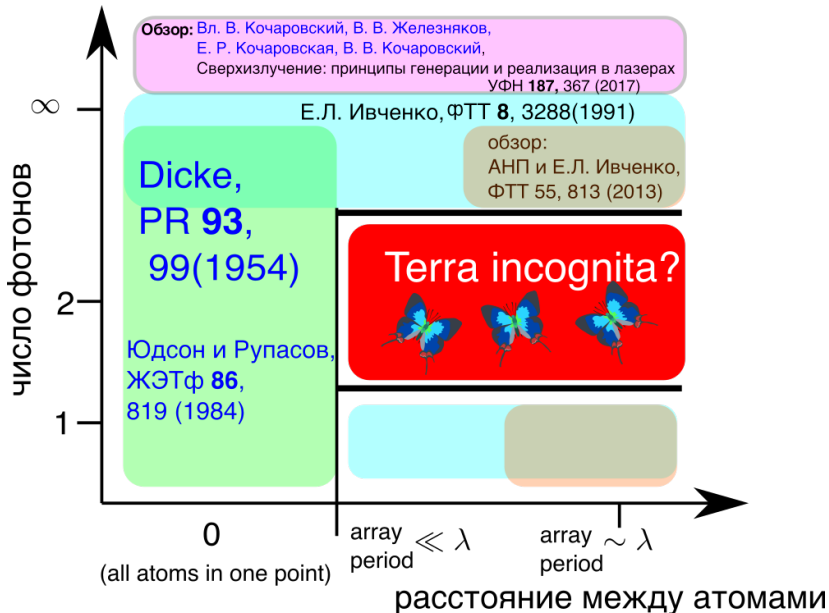 Обзор: Вл. В. Кочаровский, В. В. Железняков,
Е. Р. Кочаровская, В. В. Кочаровский,
Сверхизлучение: принципы генерации и реализация в лазерах
УФН 187, 367 (2017)
∞
Е.Л. Ивченко, ФТТ 8, 3288(1991)
обзор:
АНП и Е.Л. Ивченко,
ФТТ 55, 813 (2013)
Dicke,
PR 93,
99(1954)
Terra incognita?
число фотонов
2
Юдсон и Рупасов,
ЖЭТф 86,
819 (1984)
1
0
(all atoms in one point)
array
period ≪ λ
array
period ~ λ
расстояние между атомами